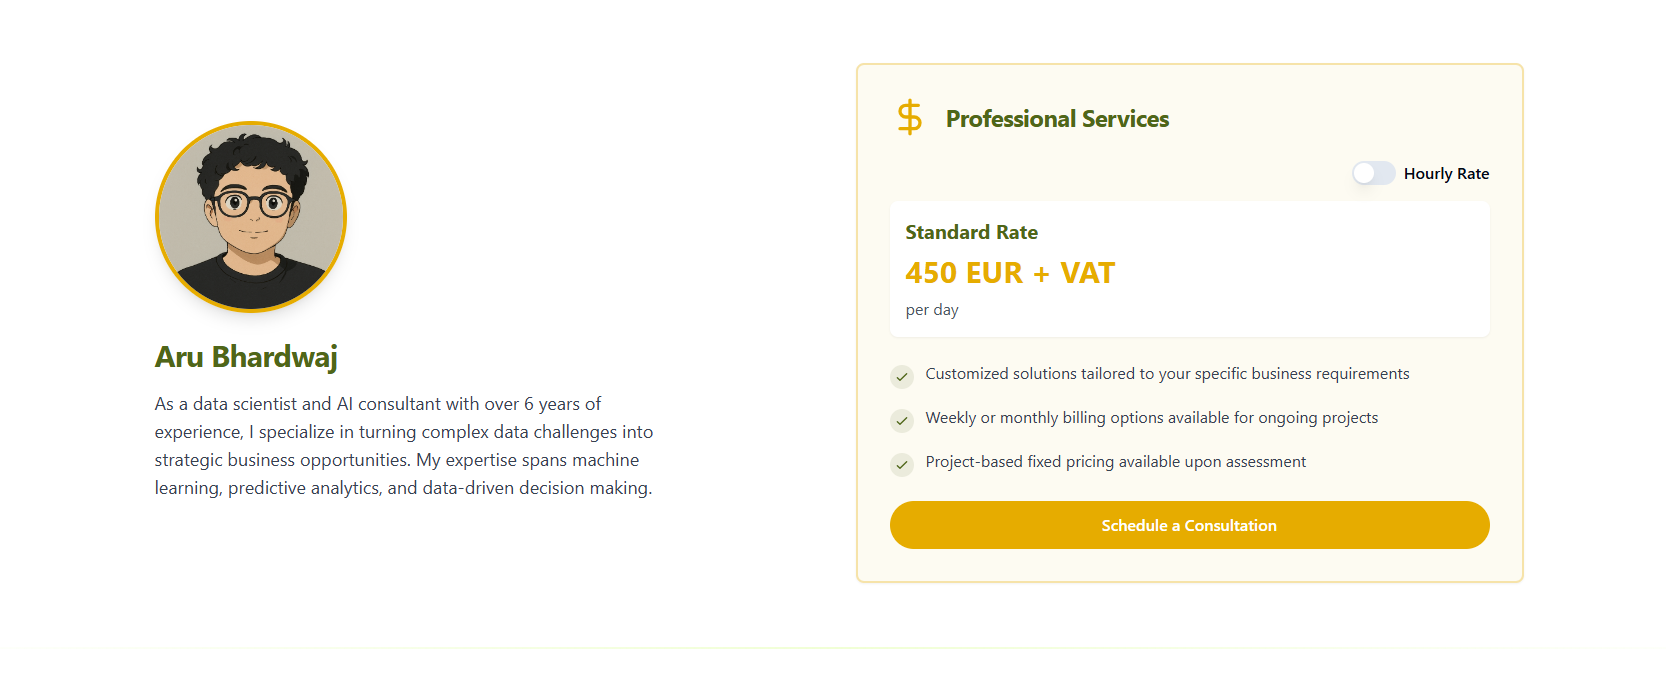 Aru Bhardwaj
As a data scientist and AI consultant with over 6 years of
experience, I specialize in turning complex data challenges into
strategic business opportunities. My expertise spans machine
learning, predictive analytics, and data-driven decision making.
$
Professional Services
Hourly Rate
Standard Rate
450 EUR + VAT
per day
Customized solutions tailored to your specific business requirements
Weekly or monthly billing options available for ongoing projects
Project-based fixed pricing available upon assessment
Schedule a Consultation